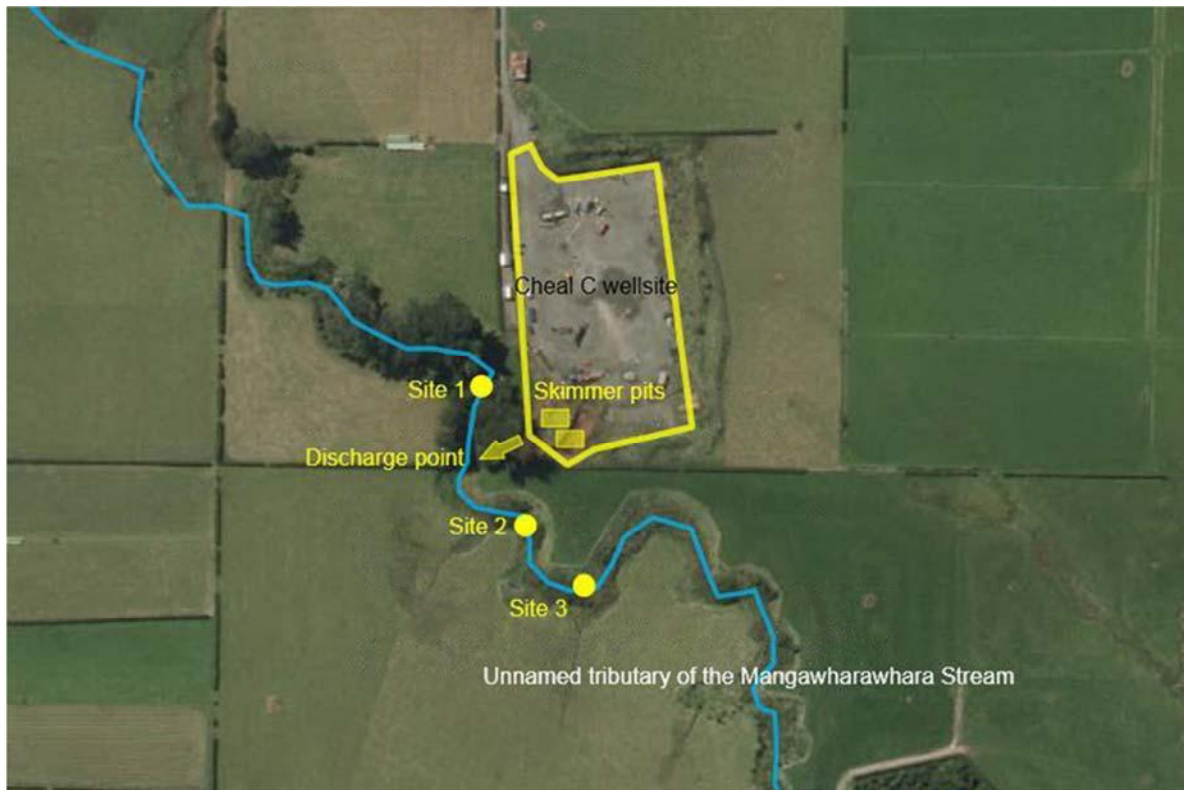 Cheal C wellsite
Site 1
Skimmer pits
Discharge point
Site 2
Site 3
Unnamed tributary of the Mangawharawhara Stream